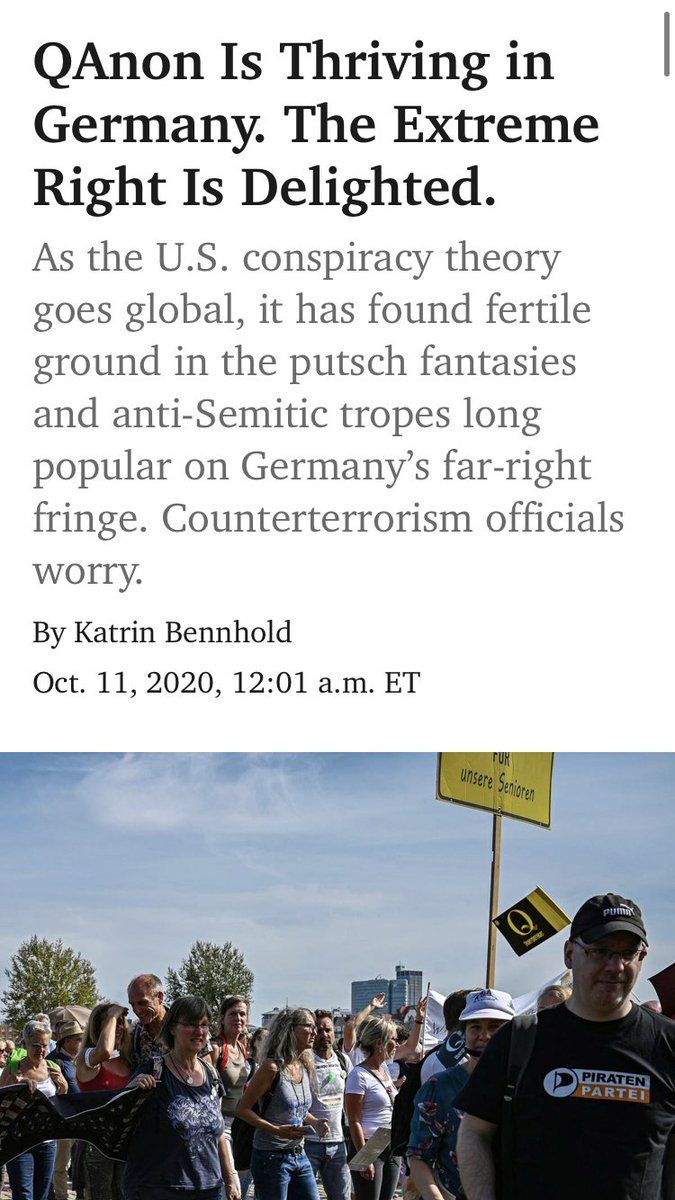 QAnon Is Thriving in
Germany. The Extreme
Right Is Delighted.
As the U.S. conspiracy theory
goes global, it has found fertile
ground in the putsch fantasies
and anti-Semitic tropes long
popular on Germany’s far-right
fringe. Counterterrorism officials
worry.
By Katrin Bennhold
Oct. 11, 2020, 12:01 a.m. ET
FÜR
unsere Senioren
Q
PUMA
PIRATEN
PARTEI